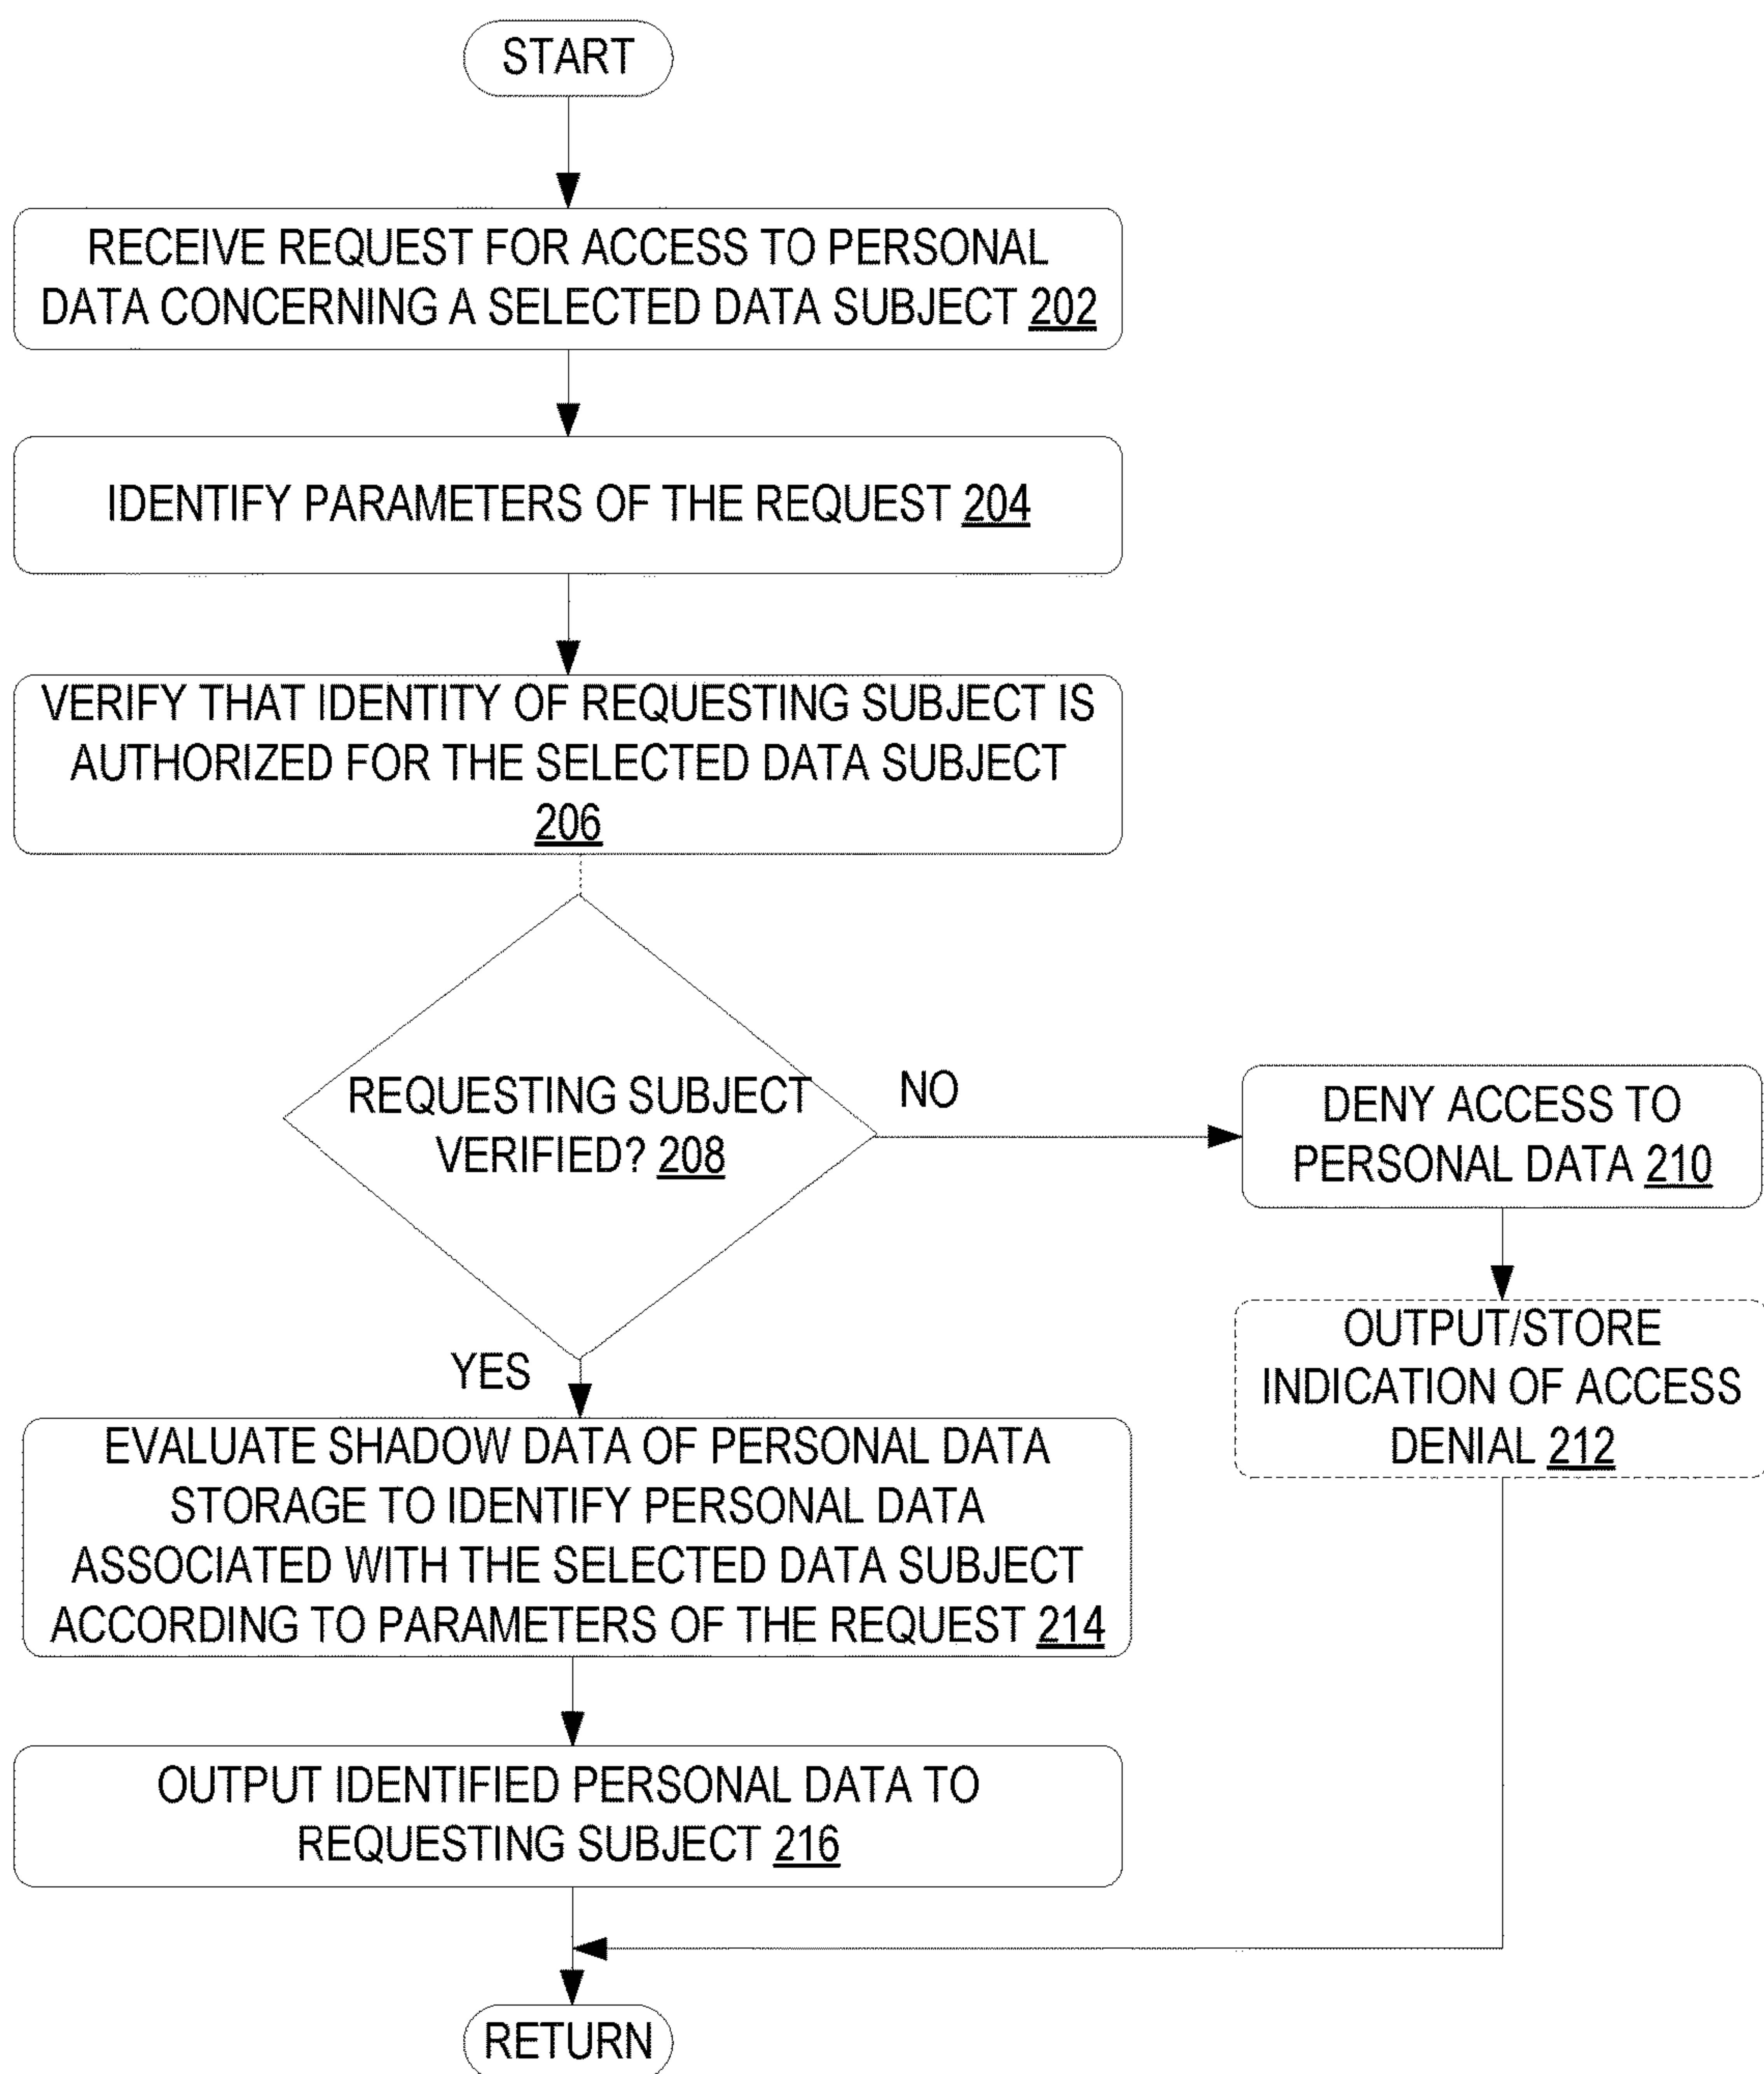 START
RECEIVE REQUEST FOR ACCESS TO PERSONAL
DATA CONCERNING A SELECTED DATA SUBJECT 202
IDENTIFY PARAMETERS OF THE REQUEST 204
VERIFY THAT IDENTITY OF REQUESTING SUBJECT IS
AUTHORIZED FOR THE SELECTED DATA SUBJECT
206
REQUESTING SUBJECT
VERIFIED? 208
NO
DENY ACCESS TO
PERSONAL DATA 210
OUTPUT/STORE
INDICATION OF ACCESS
DENIAL 212
YES
EVALUATE SHADOW DATA OF PERSONAL DATA
STORAGE TO IDENTIFY PERSONAL DATA
ASSOCIATED WITH THE SELECTED DATA SUBJECT
ACCORDING TO PARAMETERS OF THE REQUEST 214
OUTPUT IDENTIFIED PERSONAL DATA TO
REQUESTING SUBJECT 216
RETURN